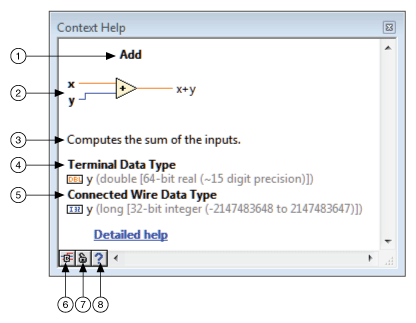 Context Help
1 Add
2 x y + x+y
3 Computes the sum of the inputs.
4 Terminal Data Type
DBL y (double [64-bit real (~15 digit precision)])
5 Connected Wire Data Type
I32 y (long [32-bit integer (-2147483648 to 2147483647)])
Detailed help
?
6 7 8